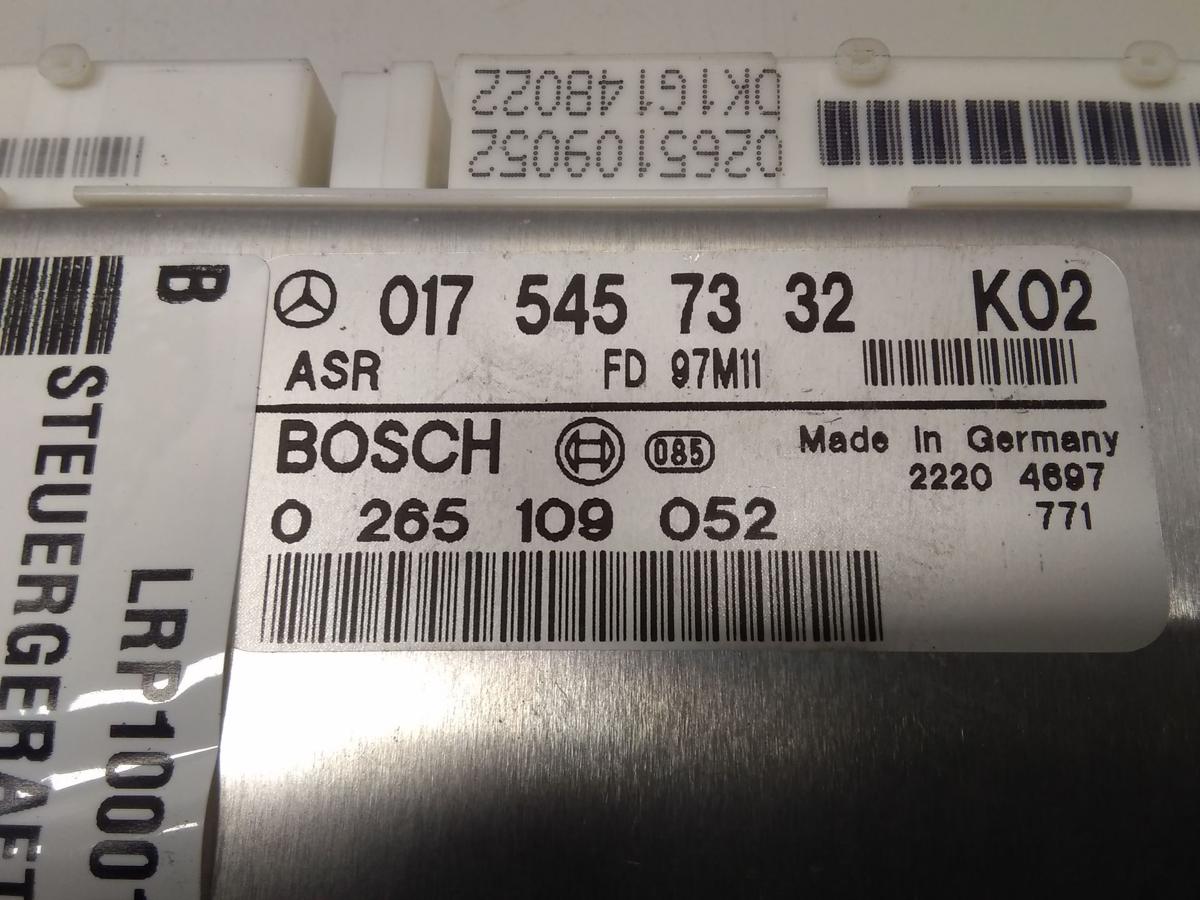 DK1G148022
0265109052
B
STEUERGERAET
LRP1000
017 545 73 32 K02
ASR FD 97M11
BOSCH 085 Made in Germany
2220 4697
0 265 109 052 771